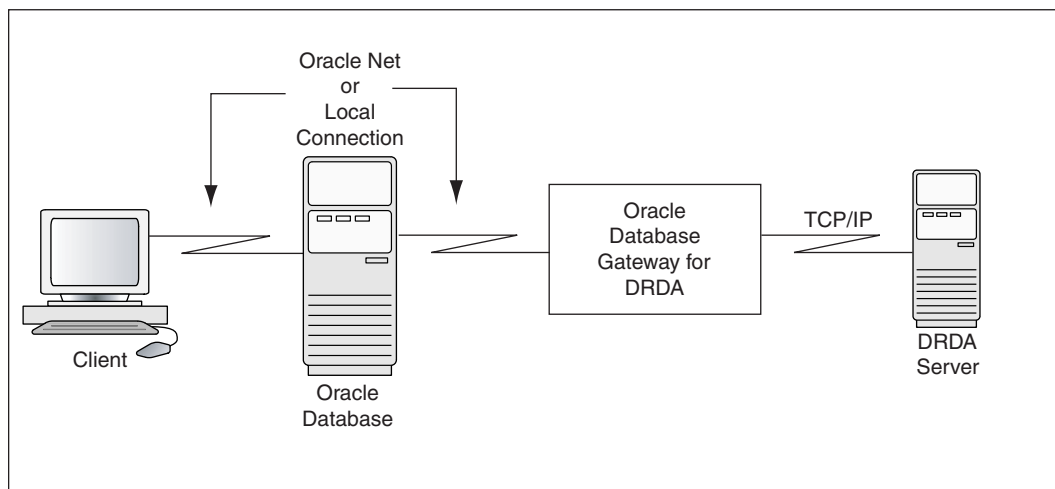 Oracle Net
or
Local
Connection
Oracle
Database
Gateway for
DRDA
TCP/IP
Client
Oracle
Database
DRDA
Server